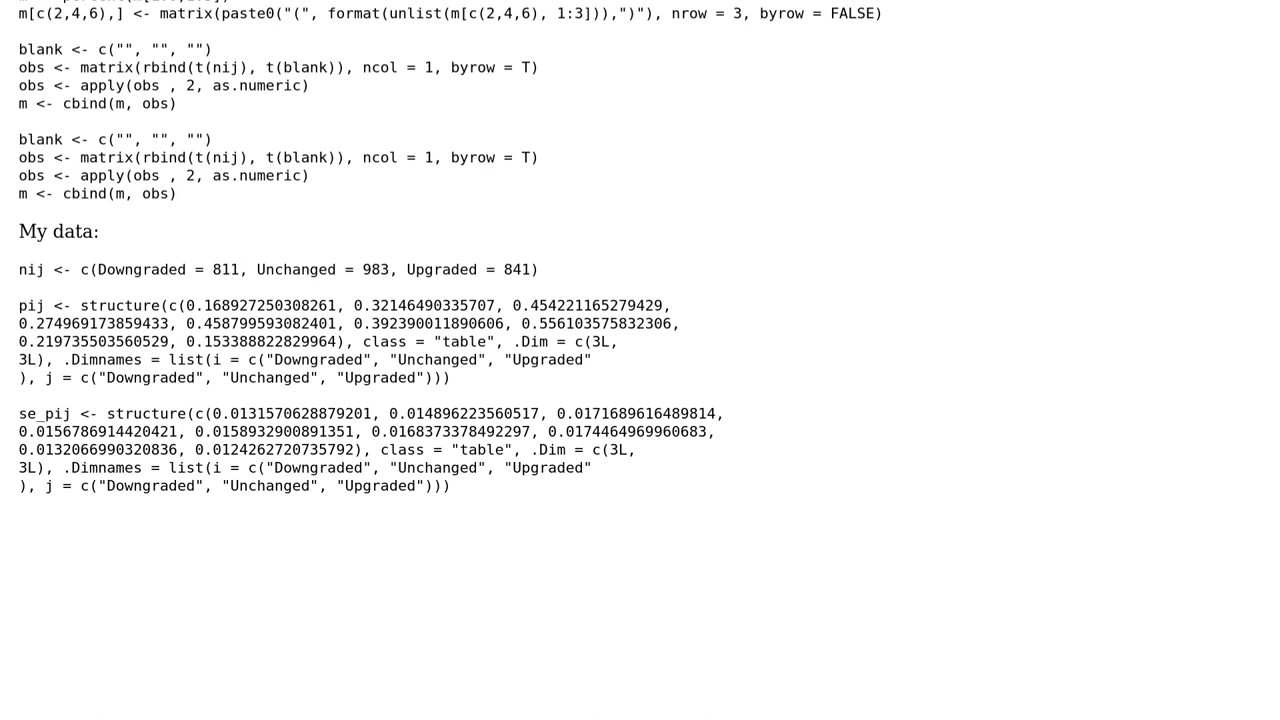 m[c(2,4,6),] <- matrix(paste0("(", format(unlist(m[c(2,4,6), 1:3])),")"), nrow = 3, byrow = FALSE)
blank <- c("", "", "")
obs <- matrix(rbind(t(nij), t(blank)), ncol = 1, byrow = T)
obs <- apply(obs , 2, as.numeric)
m <- cbind(m, obs)
blank <- c("", "", "")
obs <- matrix(rbind(t(nij), t(blank)), ncol = 1, byrow = T)
obs <- apply(obs , 2, as.numeric)
m <- cbind(m, obs)
My data:
nij <- c(Downgraded = 811, Unchanged = 983, Upgraded = 841)
pij <- structure(c(0.168927250308261, 0.32146490335707, 0.454221165279429,
0.274969173859433, 0.458799593082401, 0.392390011890606, 0.556103575832306,
0.219735503560529, 0.153388822829964), class = "table", .Dim = c(3L,
3L), .Dimnames = list(i = c("Downgraded", "Unchanged", "Upgraded"
), j = c("Downgraded", "Unchanged", "Upgraded")))
se_pij <- structure(c(0.0131570628879201, 0.014896223560517, 0.0171689616489814,
0.0156786914420421, 0.0158932900891351, 0.0168373378492297, 0.0174464969960683,
0.0132066990320836, 0.0124262720735792), class = "table", .Dim = c(3L,
3L), .Dimnames = list(i = c("Downgraded", "Unchanged", "Upgraded"
), j = c("Downgraded", "Unchanged", "Upgraded")))